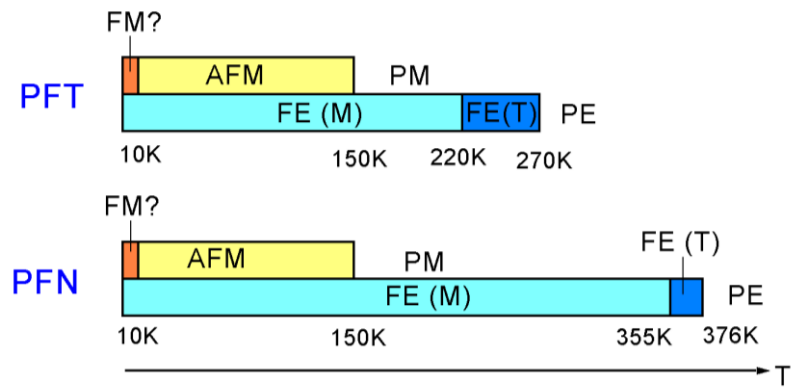 FM?
AFM PM
PFT
FE (M) FE(T) PE
10K 150K 220K 270K
FM?
FE (T)
AFM PM
PFN
FE (M) PE
10K 150K 355K 376K
T